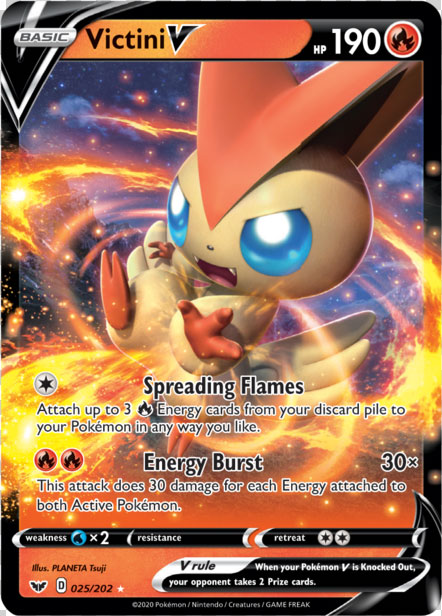 BASIC Victini V HP 190
Spreading Flames
Attach up to 3 Energy cards from your discard pile to
your Pokémon in any way you like.
Energy Burst 30×
This attack does 30 damage for each Energy attached to
both Active Pokémon.
weakness ×2 resistance retreat
Illus. PLANETA Tsuji
V rule When your Pokémon V is Knocked Out,
your opponent takes 2 Prize cards.
D 025/202
©2020 Pokémon / Nintendo / Creatures / GAME FREAK